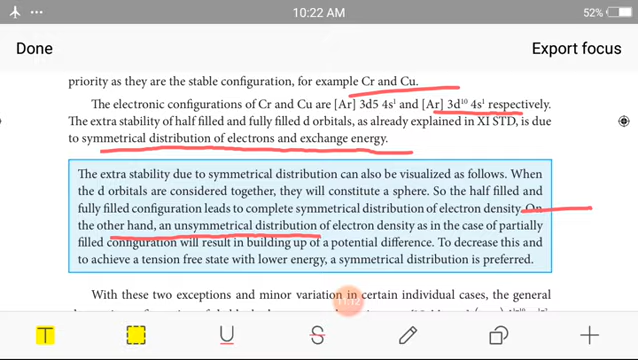 10:22 AM
52%
Done
Export focus
priority as they are the stable configuration, for example Cr and Cu.
The electronic configurations of Cr and Cu are [Ar] 3d5 4s¹ and [Ar] 3d¹⁰ 4s¹ respectively.
The extra stability of half filled and fully filled d orbitals, as already explained in XI STD, is due
to symmetrical distribution of electrons and exchange energy.
The extra stability due to symmetrical distribution can also be visualized as follows. When
the d orbitals are considered together, they will constitute a sphere. So the half filled and
fully filled configuration leads to complete symmetrical distribution of electron density. On
the other hand, an unsymmetrical distribution of electron density as in the case of partially
filled configuration will result in building up of a potential difference. To decrease this and
to achieve a tension free state with lower energy, a symmetrical distribution is preferred.
With these two exceptions and minor variation in certain individual cases, the general
11:12
T
U
S